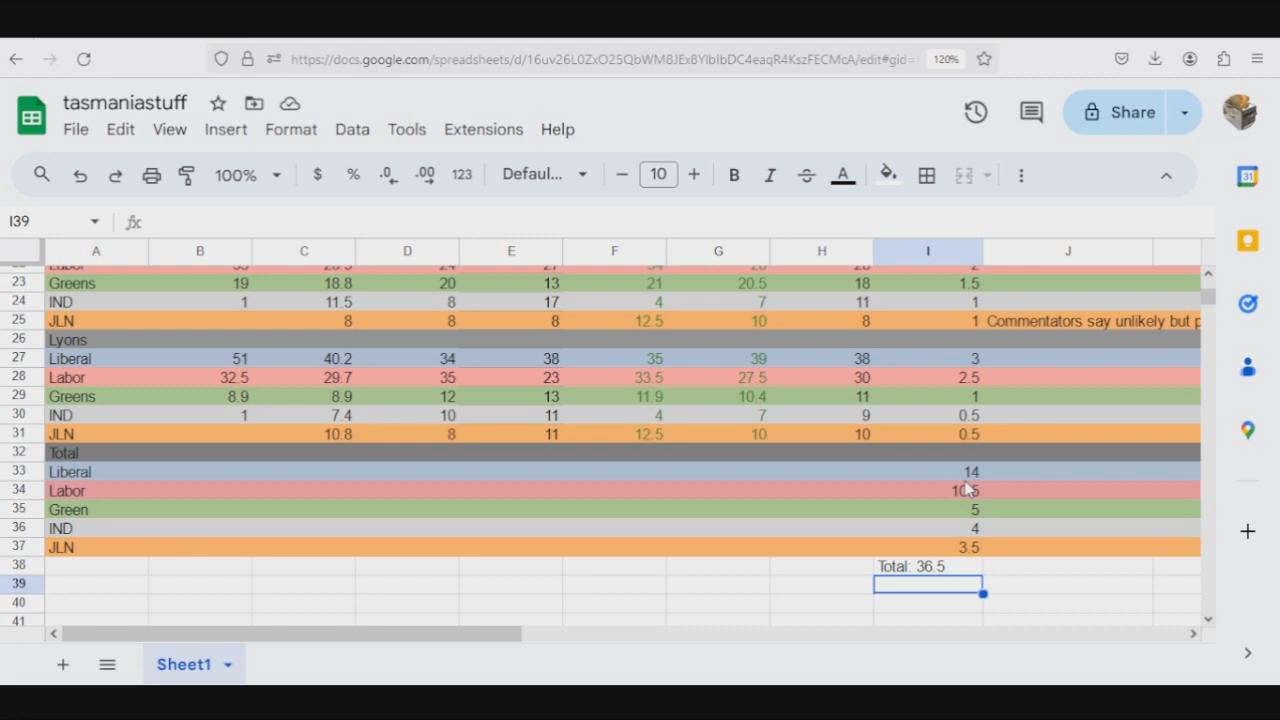 https://docs.google.com/spreadsheets/d/16uv26L0ZxO25QbWM8JEx8YlbIbDC4eaqR4KszFECMcA/edit#gid= 120%
tasmaniastuff
File Edit View Insert Format Data Tools Extensions Help
Share
100% $ % .0 .00 123 Defaul... − 10 + B I S A
31
I39 fx
A B C D E F G H I J
23 Greens 19 18.8 20 13 21 20.5 18 1.5
24 IND 1 11.5 8 17 4 7 11 1
25 JLN 8 8 8 12.5 10 8 1 Commentators say unlikely but p
26 Lyons
27 Liberal 51 40.2 34 38 35 39 38 3
28 Labor 32.5 29.7 35 23 33.5 27.5 30 2.5
29 Greens 8.9 8.9 12 13 11.9 10.4 11 1
30 IND 1 7.4 10 11 4 7 9 0.5
31 JLN 10.8 8 11 12.5 10 10 0.5
32 Total
33 Liberal 14
34 Labor 10.5
35 Green 5
36 IND 4
37 JLN 3.5
38 Total: 36.5
39
40
41
Sheet1